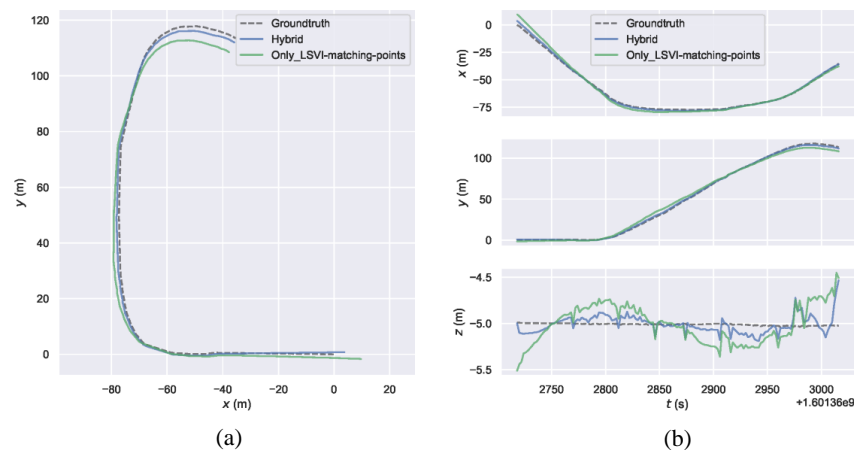 Groundtruth
Hybrid
Only_LSVI-matching-points
120
100
80
60
40
20
0
y (m)
−80
−60
−40
−20
0
20
x (m)
(a)
Groundtruth
Hybrid
Only_LSVI-matching-points
0
−25
−50
−75
x (m)
100
50
0
y (m)
−4.5
−5.0
−5.5
z (m)
2750
2800
2850
2900
2950
3000
t (s)
+1.60136e9
(b)